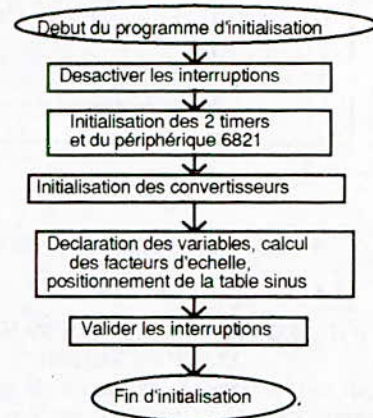 Debut du programme d'initialisation
Desactiver les interruptions
Initialisation des 2 timers
et du périphérique 6821
Initialisation des convertisseurs
Declaration des variables, calcul
des facteurs d'echelle,
positionnement de la table sinus
Valider les interruptions
Fin d'initialisation